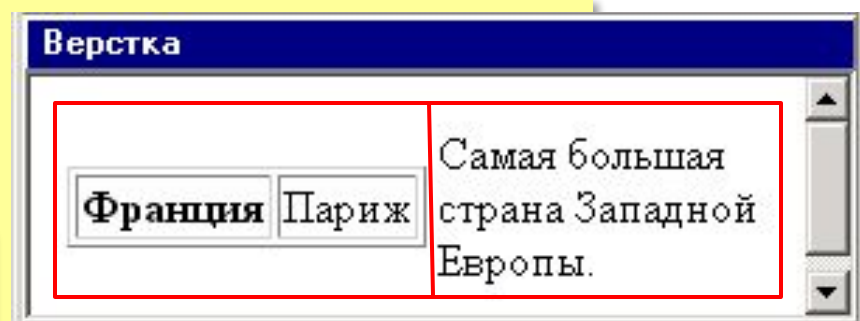 Верстка
Франция Париж
Самая большая
страна Западной
Европы.